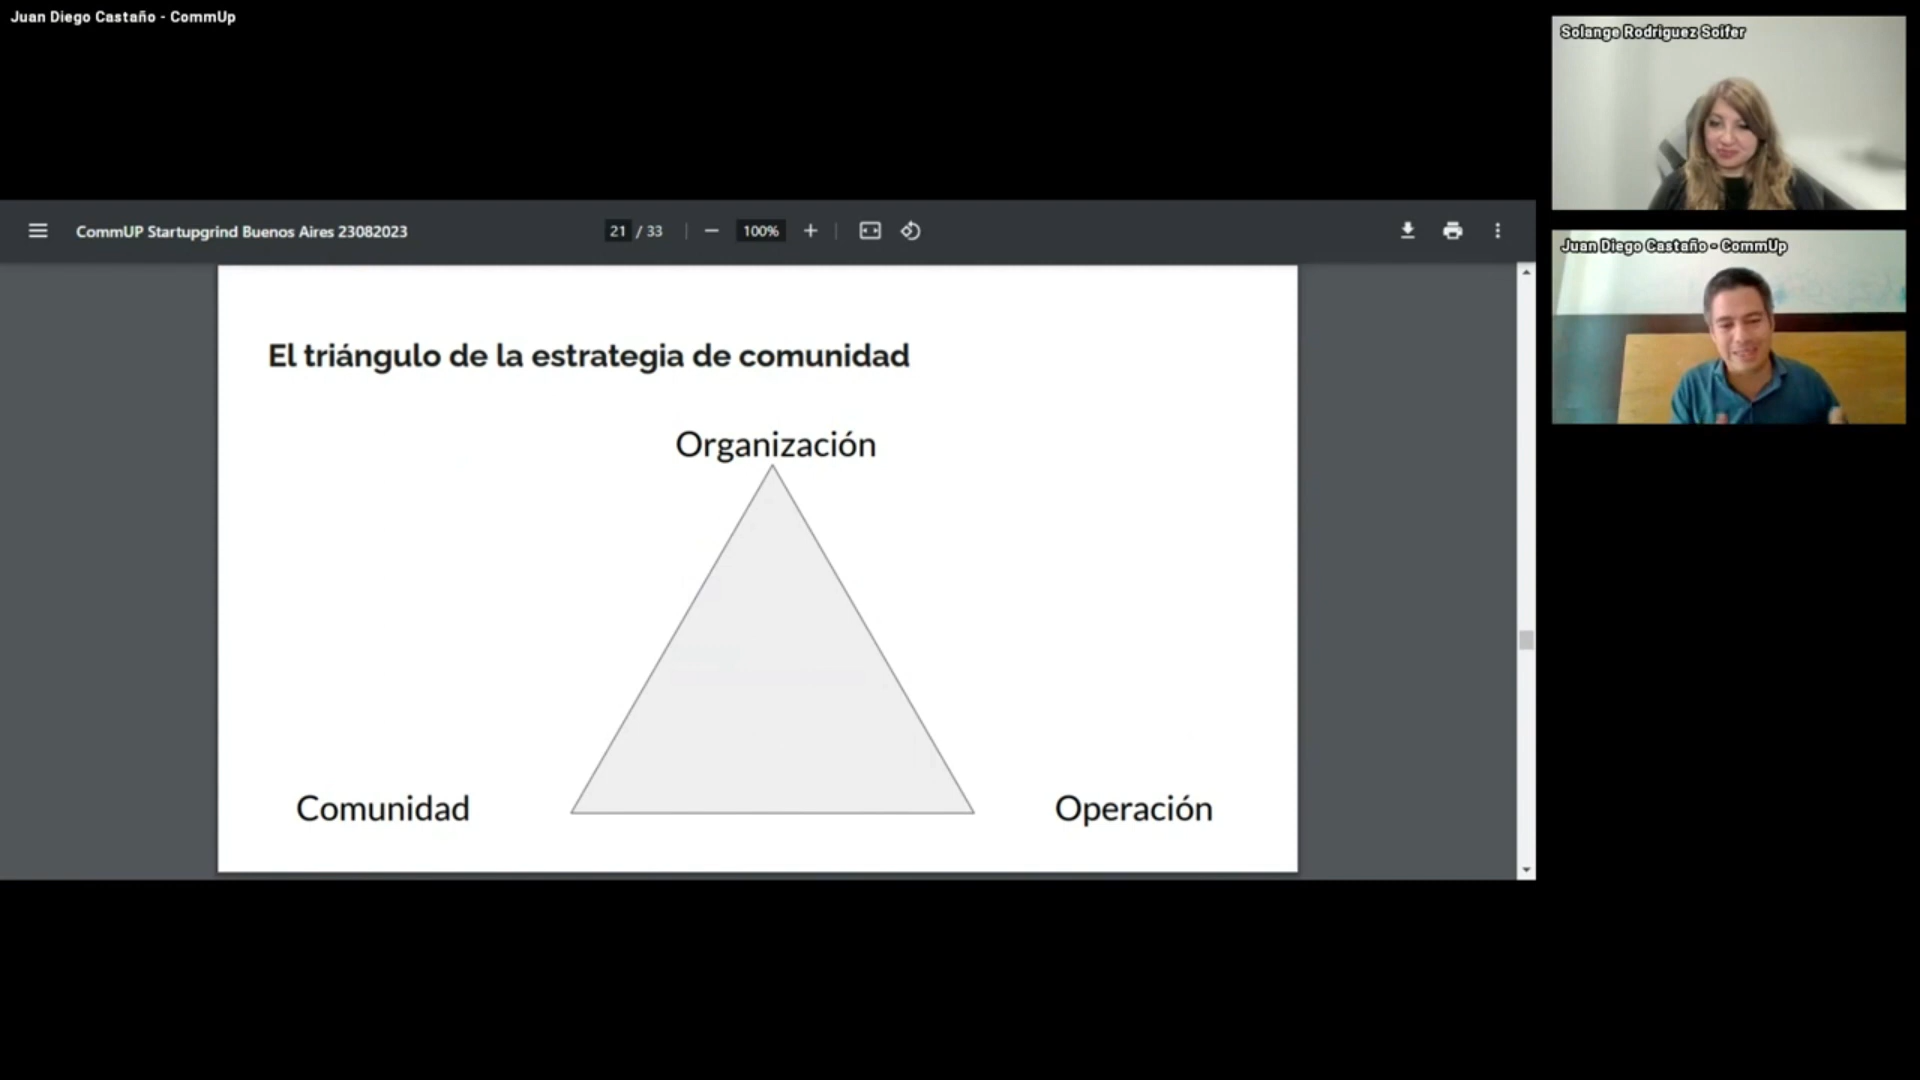 Juan Diego Castaño - CommUp
Solange Rodriguez Soifer
CommUP Startupgrind Buenos Aires 23082023
21 / 33
100%
Juan Diego Castaño - CommUp
El triángulo de la estrategia de comunidad
Organización
Comunidad
Operación